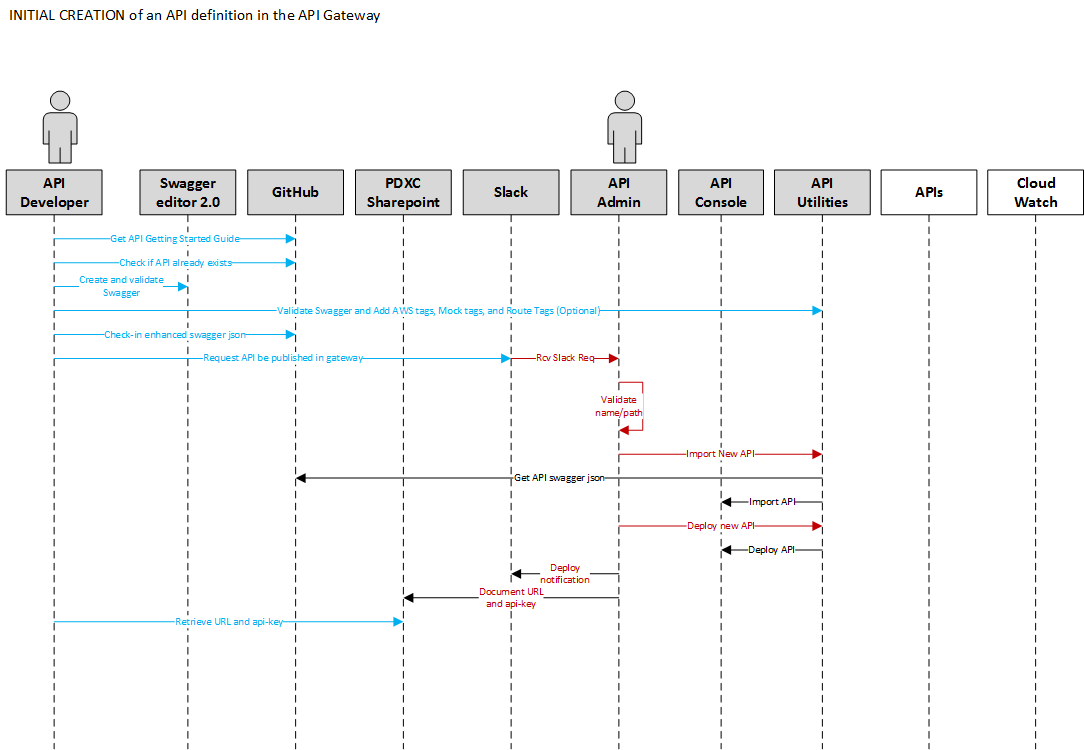 INITIAL CREATION of an API definition in the API Gateway
API
Developer
Swagger
editor 2.0
GitHub
PDXC
Sharepoint
Slack
API
Admin
API
Console
API
Utilities
APIs
Cloud
Watch
Get API Getting Started Guide
Check if API already exists
Create and validate
Swagger
Validate Swagger and Add AWS tags, Mock tags, and Route Tags (Optional)
Check-in enhanced swagger json
Request API be published in gateway
Rcv Slack Req
Validate
name/path
Import New API
Get API swagger json
Import API
Deploy new API
Deploy API
Deploy
notification
Document URL
and api-key
Retrieve URL and api-key